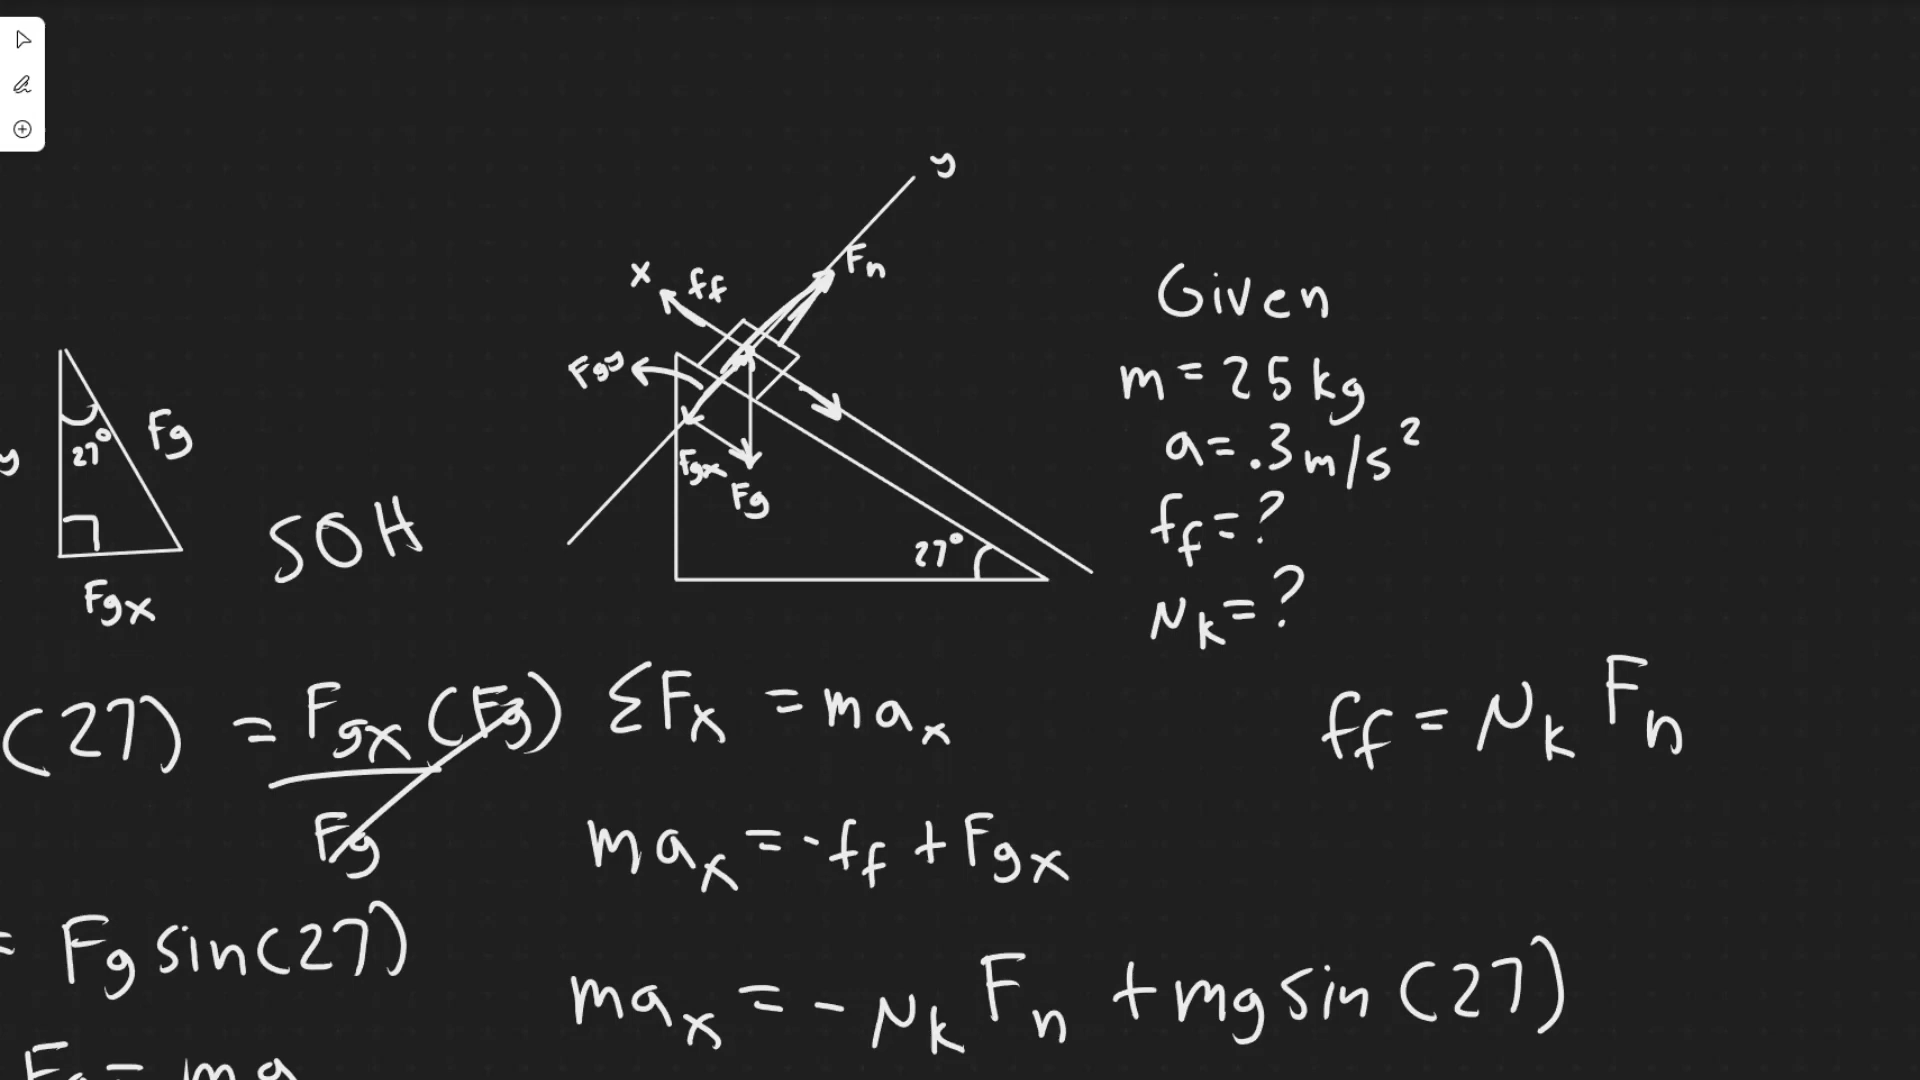 y
Fn
x ff
Fgy
Fgx
Fg
27°
Given
m = 25 kg
a = .3 m/s²
ff = ?
μk = ?
y
27°
Fg
Fgx
SOH
(27) = Fgx (Fg) / Fg
ΣFx = max
ff = μk Fn
max = -ff + Fgx
= Fg sin(27)
max = - μk Fn + mg sin (27)
Fg = mg